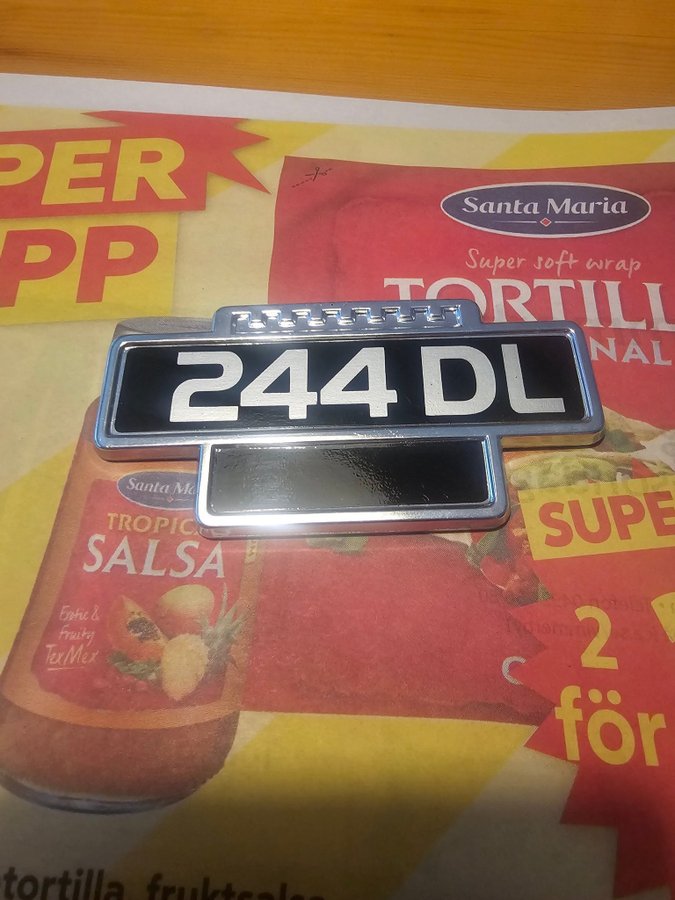 PER
PP
Santa Maria
Super soft wrap
TORTILL
NAL
244 DL
Santa Ma
TROPIC
SALSA
Exotic &
fruity
TexMex
SUPE
2
för
tortilla, fruktsalsa